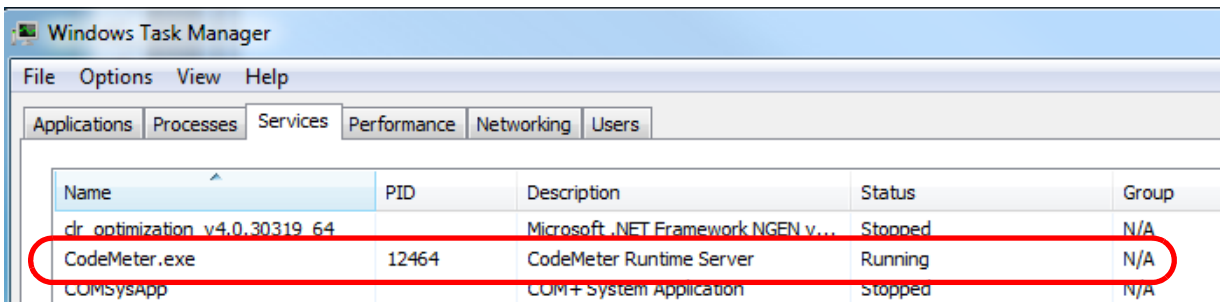 Windows Task Manager
File Options View Help
Applications Processes Services Performance Networking Users
Name PID Description Status Group
clr_optimization_v4.0.30319_64 Microsoft .NET Framework NGEN v... Stopped N/A
CodeMeter.exe 12464 CodeMeter Runtime Server Running N/A
COMSysApp COM+ System Application Stopped N/A